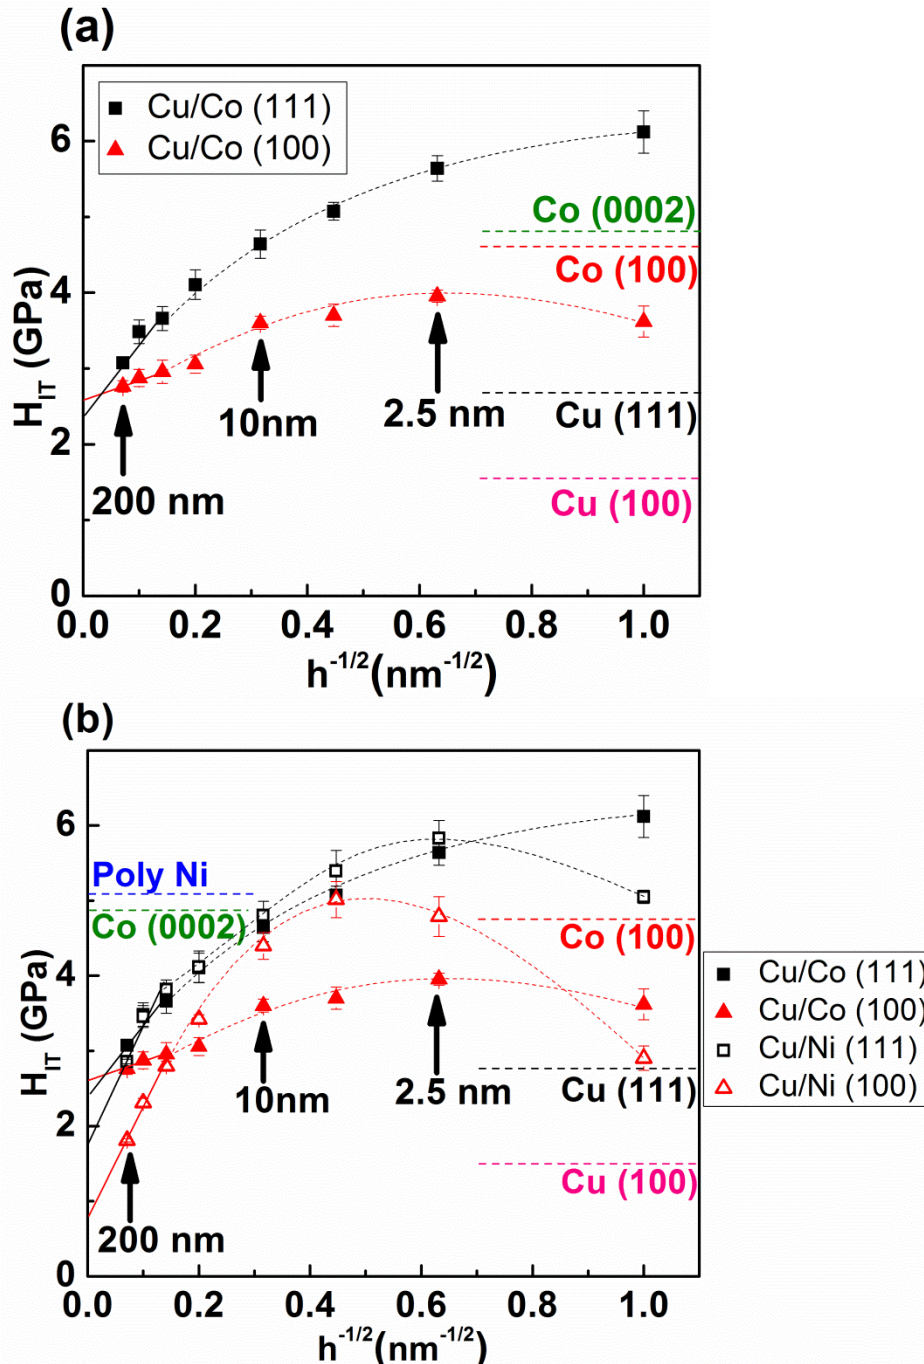 (a)
Cu/Co (111)
Cu/Co (100)
6
4
2
0
H_IT (GPa)
Co (0002)
Co (100)
Cu (111)
Cu (100)
2.5 nm
10nm
200 nm
0.0 0.2 0.4 0.6 0.8 1.0
h^-1/2(nm^-1/2)
(b)
6
4
2
0
H_IT (GPa)
Poly Ni
Co (0002)
Co (100)
Cu (111)
Cu (100)
10nm
2.5 nm
200 nm
Cu/Co (111)
Cu/Co (100)
Cu/Ni (111)
Cu/Ni (100)
0.0 0.2 0.4 0.6 0.8 1.0
h^-1/2(nm^-1/2)